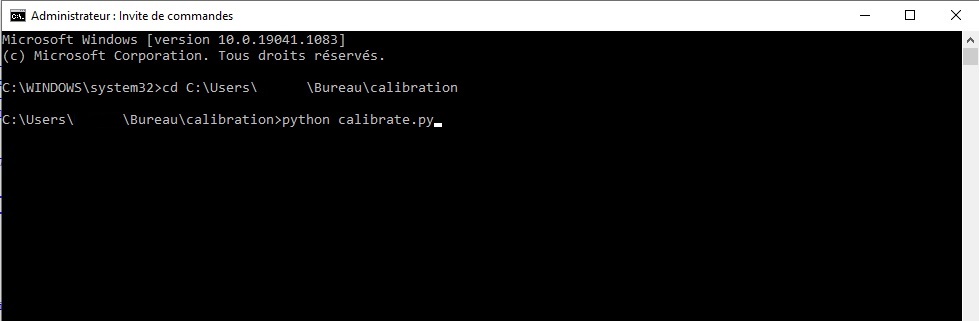 Administrateur : Invite de commandes
Microsoft Windows [version 10.0.19041.1083]
(c) Microsoft Corporation. Tous droits réservés.
C:\WINDOWS\system32>cd C:\Users\ \Bureau\calibration
C:\Users\ \Bureau\calibration>python calibrate.py